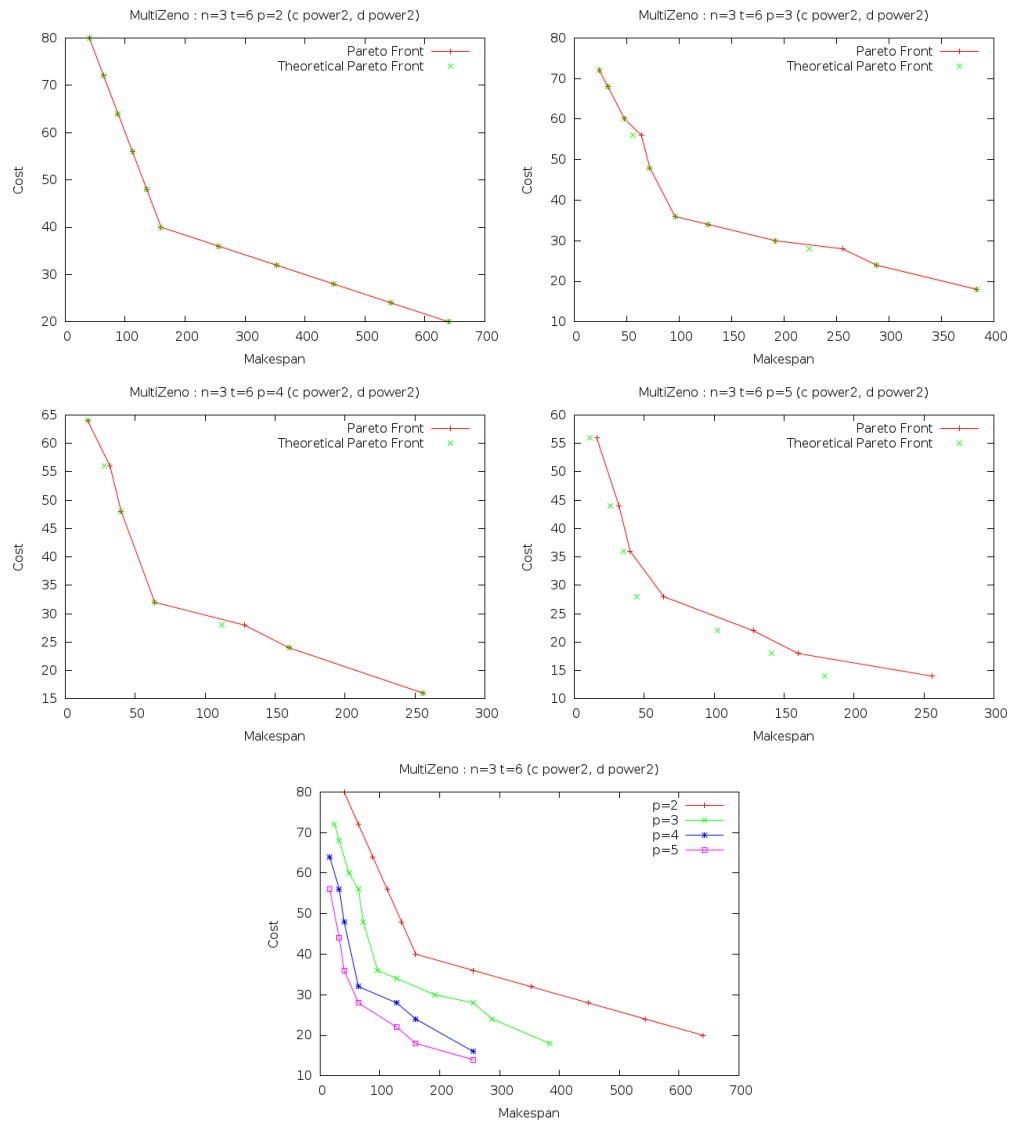 MultiZeno : n=3 t=6 p=2 (c power2, d power2)
Pareto Front
Theoretical Pareto Front
80
70
60
50
40
30
20
Cost
0 100 200 300 400 500 600 700
Makespan
MultiZeno : n=3 t=6 p=3 (c power2, d power2)
Pareto Front
Theoretical Pareto Front
80
70
60
50
40
30
20
10
Cost
0 50 100 150 200 250 300 350 400
Makespan
MultiZeno : n=3 t=6 p=4 (c power2, d power2)
Pareto Front
Theoretical Pareto Front
65
60
55
50
45
40
35
30
25
20
15
Cost
0 50 100 150 200 250 300
Makespan
MultiZeno : n=3 t=6 p=5 (c power2, d power2)
Pareto Front
Theoretical Pareto Front
60
55
50
45
40
35
30
25
20
15
10
Cost
0 50 100 150 200 250 300
Makespan
MultiZeno : n=3 t=6 (c power2, d power2)
p=2
p=3
p=4
p=5
80
70
60
50
40
30
20
10
Cost
0 100 200 300 400 500 600 700
Makespan